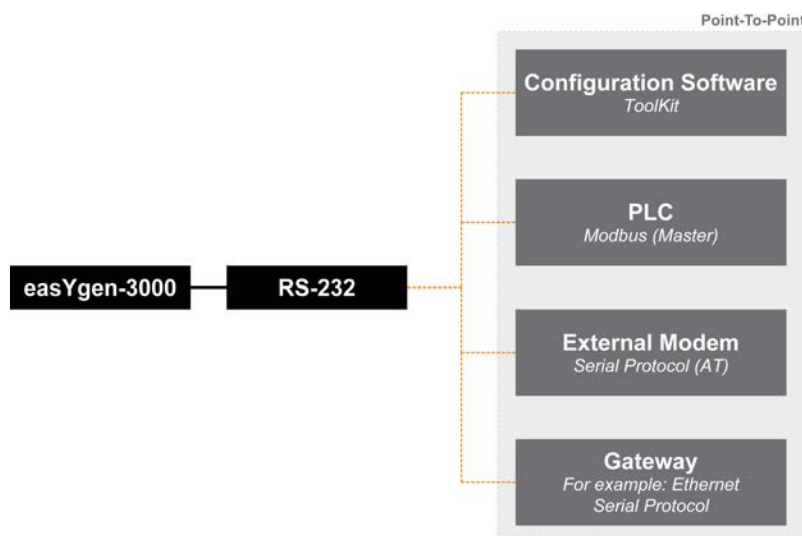 Point-To-Point
Configuration Software
ToolKit
PLC
Modbus (Master)
easYgen-3000
RS-232
External Modem
Serial Protocol (AT)
Gateway
For example: Ethernet
Serial Protocol